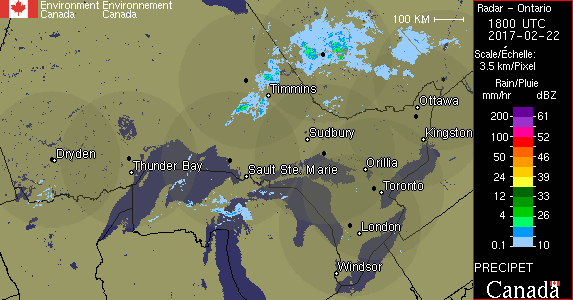 Environment Environnement
Canada Canada
100 KM
Timmins
Ottawa
Sudbury
Kingston
Dryden
Thunder Bay
Sault Ste. Marie
Orillia
Toronto
London
Windsor
Radar - Ontario
1800 UTC
2017-02-22
Scale/Échelle:
3.5 km/Pixel
Rain/Pluie
mm/hr dBZ
200 61
100 52
50 46
24 39
12 33
4 26
0.1 10
PRECIPET
Canada